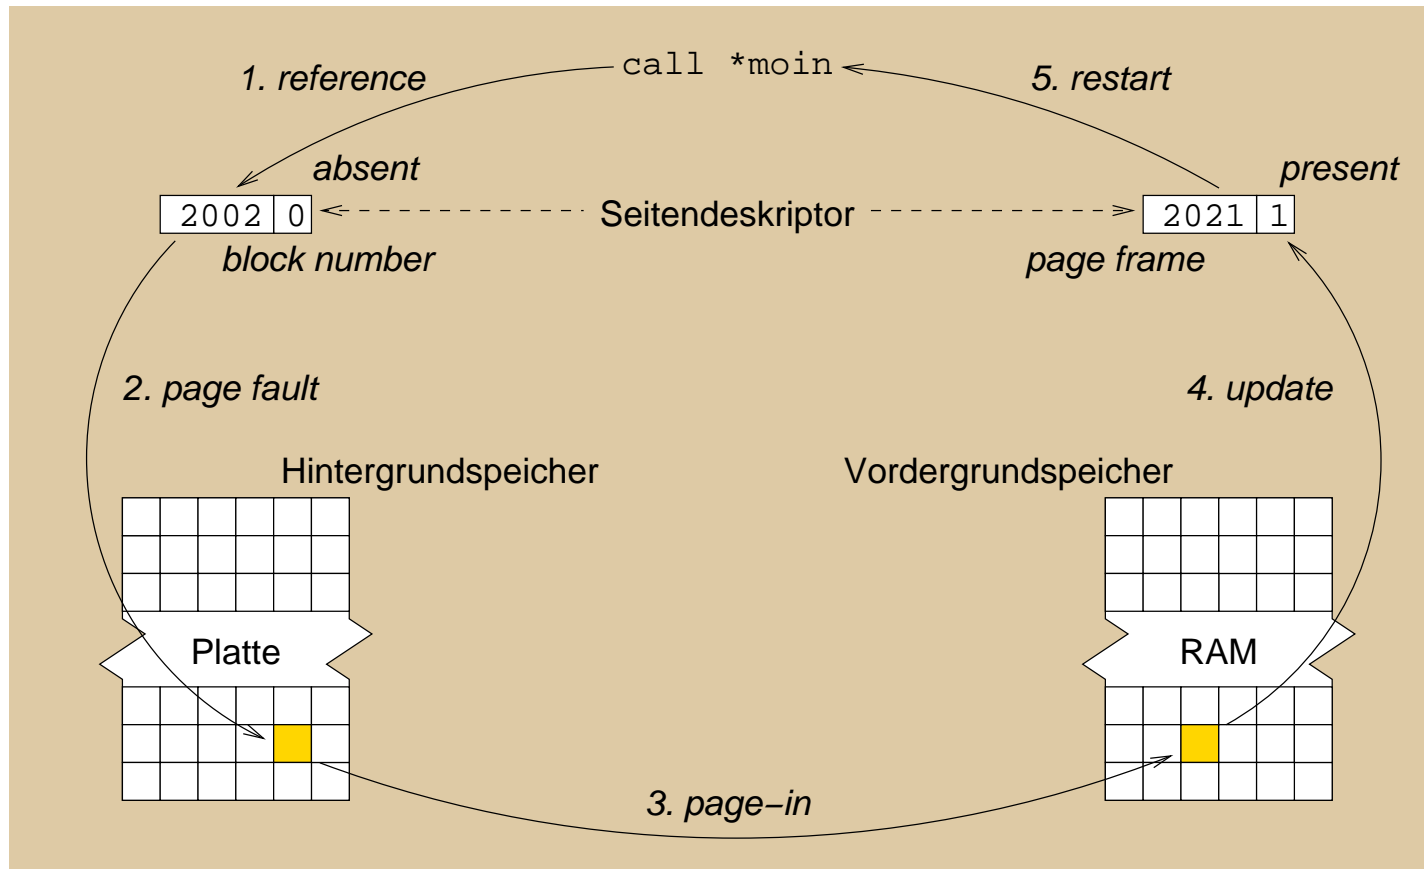 call *moin
1. reference
5. restart
absent
present
2002 0
Seitendeskriptor
2021 1
block number
page frame
2. page fault
4. update
Hintergrundspeicher
Vordergrundspeicher
Platte
RAM
3. page−in